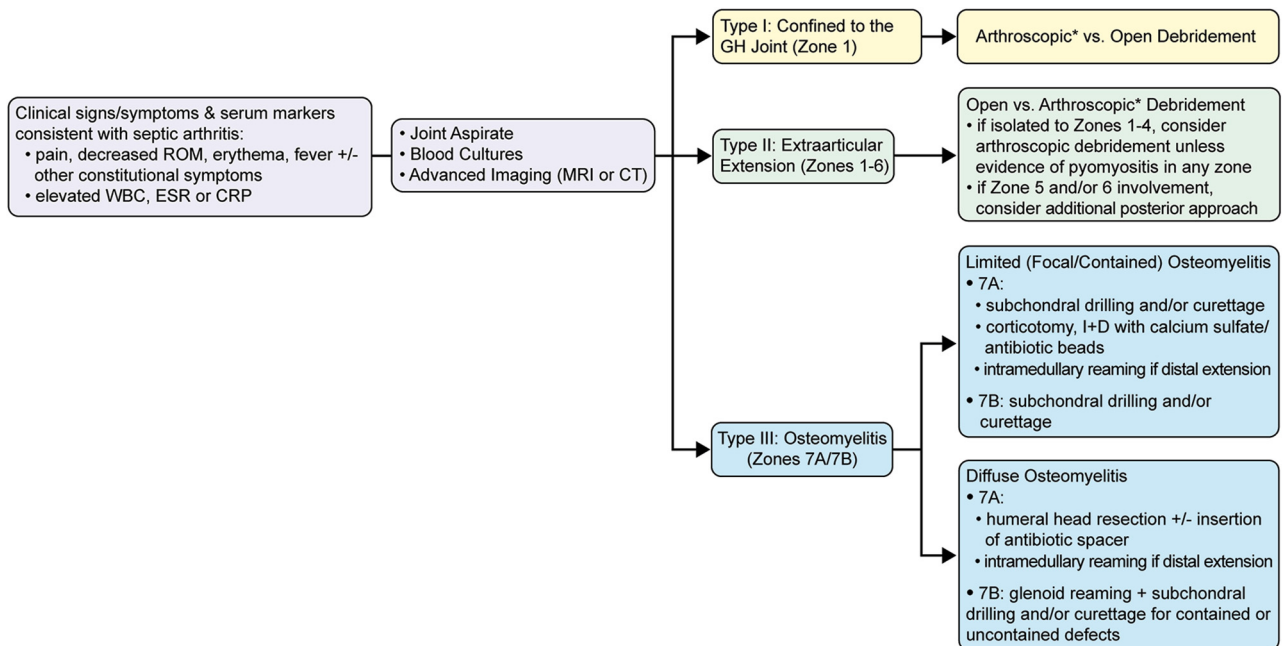 Clinical signs/symptoms & serum markers
consistent with septic arthritis:
• pain, decreased ROM, erythema, fever +/-
other constitutional symptoms
• elevated WBC, ESR or CRP
• Joint Aspirate
• Blood Cultures
• Advanced Imaging (MRI or CT)
Type I: Confined to the
GH Joint (Zone 1)
Arthroscopic* vs. Open Debridement
Type II: Extraarticular
Extension (Zones 1-6)
Open vs. Arthroscopic* Debridement
• if isolated to Zones 1-4, consider
arthroscopic debridement unless
evidence of pyomyositis in any zone
• if Zone 5 and/or 6 involvement,
consider additional posterior approach
Type III: Osteomyelitis
(Zones 7A/7B)
Limited (Focal/Contained) Osteomyelitis
• 7A:
• subchondral drilling and/or curettage
• corticotomy, I+D with calcium sulfate/
antibiotic beads
• intramedullary reaming if distal extension
• 7B: subchondral drilling and/or
curettage
Diffuse Osteomyelitis
• 7A:
• humeral head resection +/- insertion
of antibiotic spacer
• intramedullary reaming if distal extension
• 7B: glenoid reaming + subchondral
drilling and/or curettage for contained or
uncontained defects